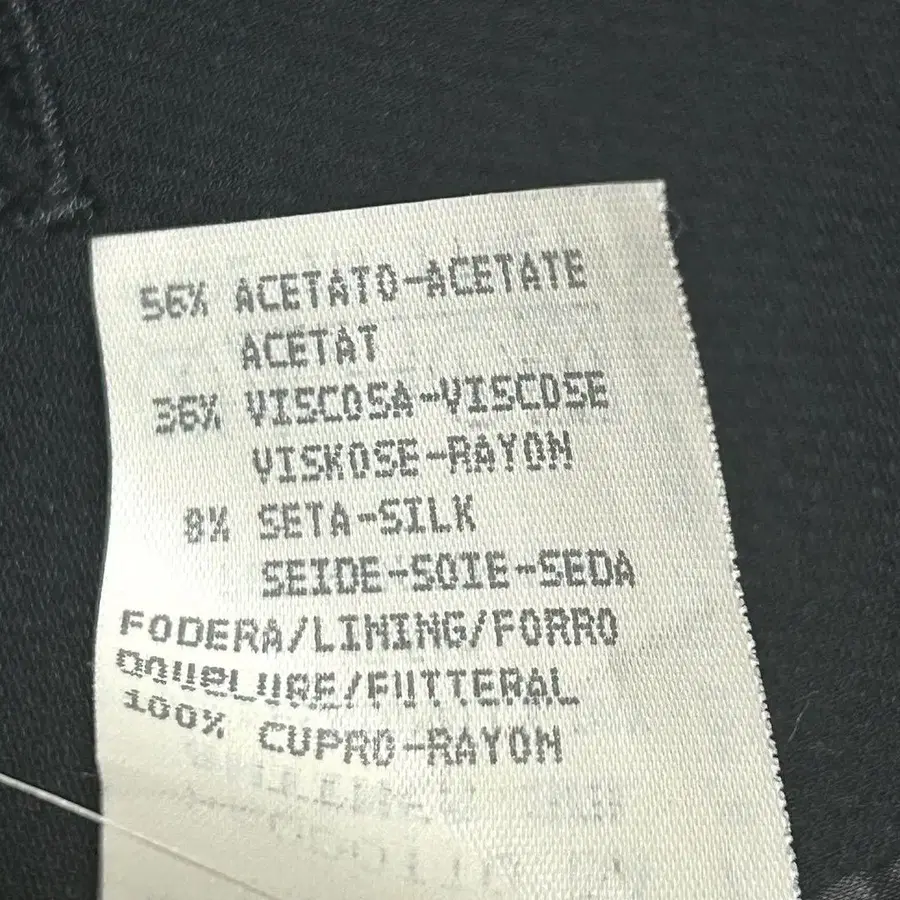 56% ACETATO-ACETATE
ACETAT
36% VISCOSA-VISCOSE
VISKOSE-RAYON
8% SETA-SILK
SEIDE-SOIE-SEDA
FODERA/LINING/FORRO
DOUBLURE/FUTTERAL
100% CUPRO-RAYON